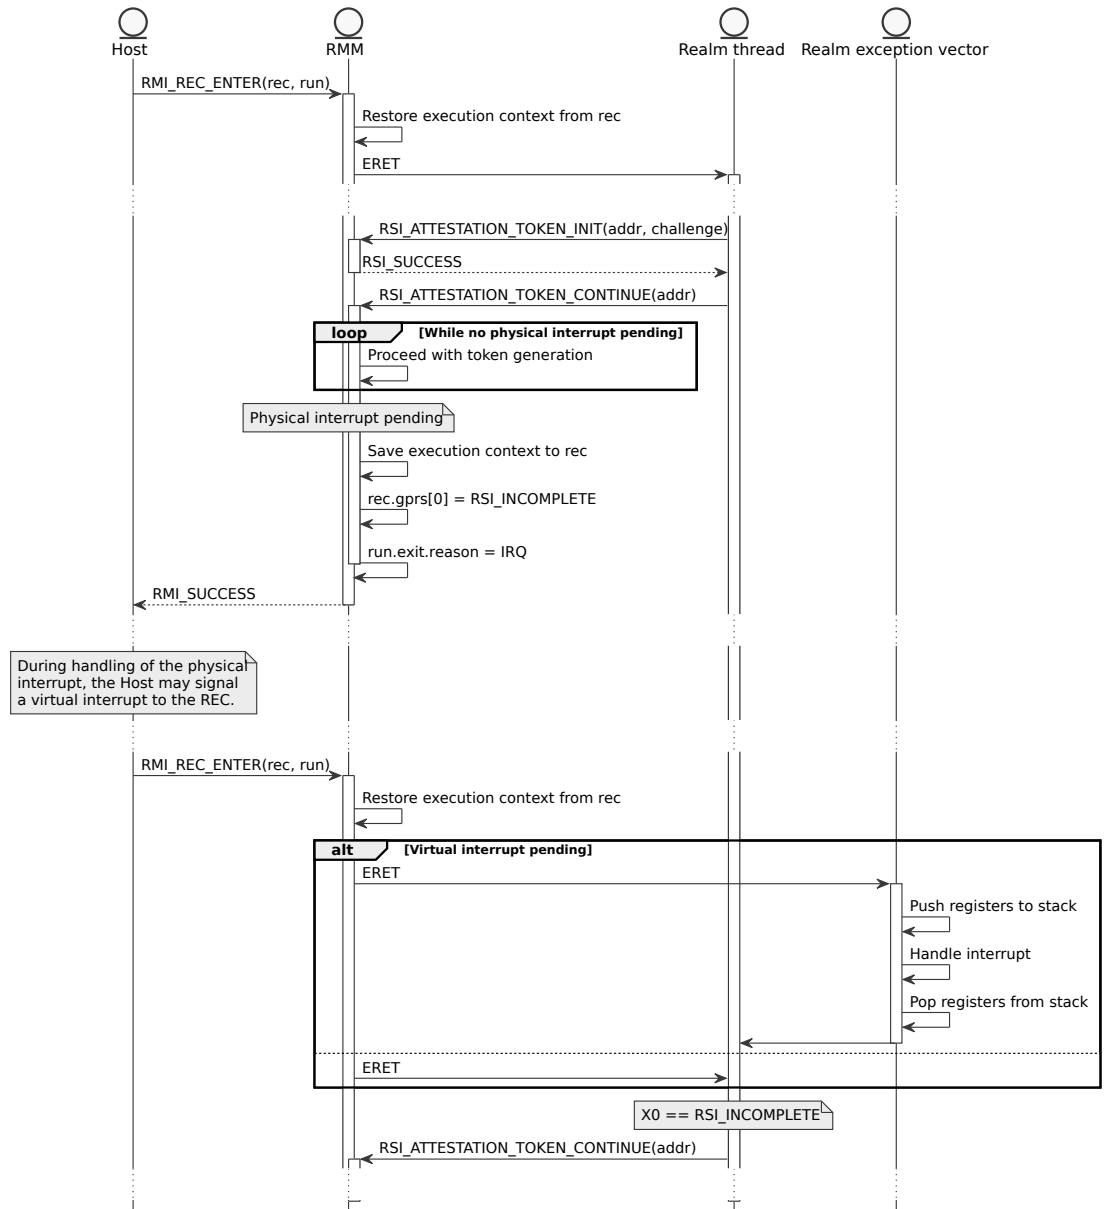 Host
RMM
Realm thread
Realm exception vector
RMI_REC_ENTER(rec, run)
Restore execution context from rec
ERET
RSI_ATTESTATION_TOKEN_INIT(addr, challenge)
RSI_SUCCESS
RSI_ATTESTATION_TOKEN_CONTINUE(addr)
loop
[While no physical interrupt pending]
Proceed with token generation
Physical interrupt pending
Save execution context to rec
rec.gprs[0] = RSI_INCOMPLETE
run.exit.reason = IRQ
RMI_SUCCESS
During handling of the physical
interrupt, the Host may signal
a virtual interrupt to the REC.
RMI_REC_ENTER(rec, run)
Restore execution context from rec
alt
[Virtual interrupt pending]
ERET
Push registers to stack
Handle interrupt
Pop registers from stack
ERET
X0 == RSI_INCOMPLETE
RSI_ATTESTATION_TOKEN_CONTINUE(addr)